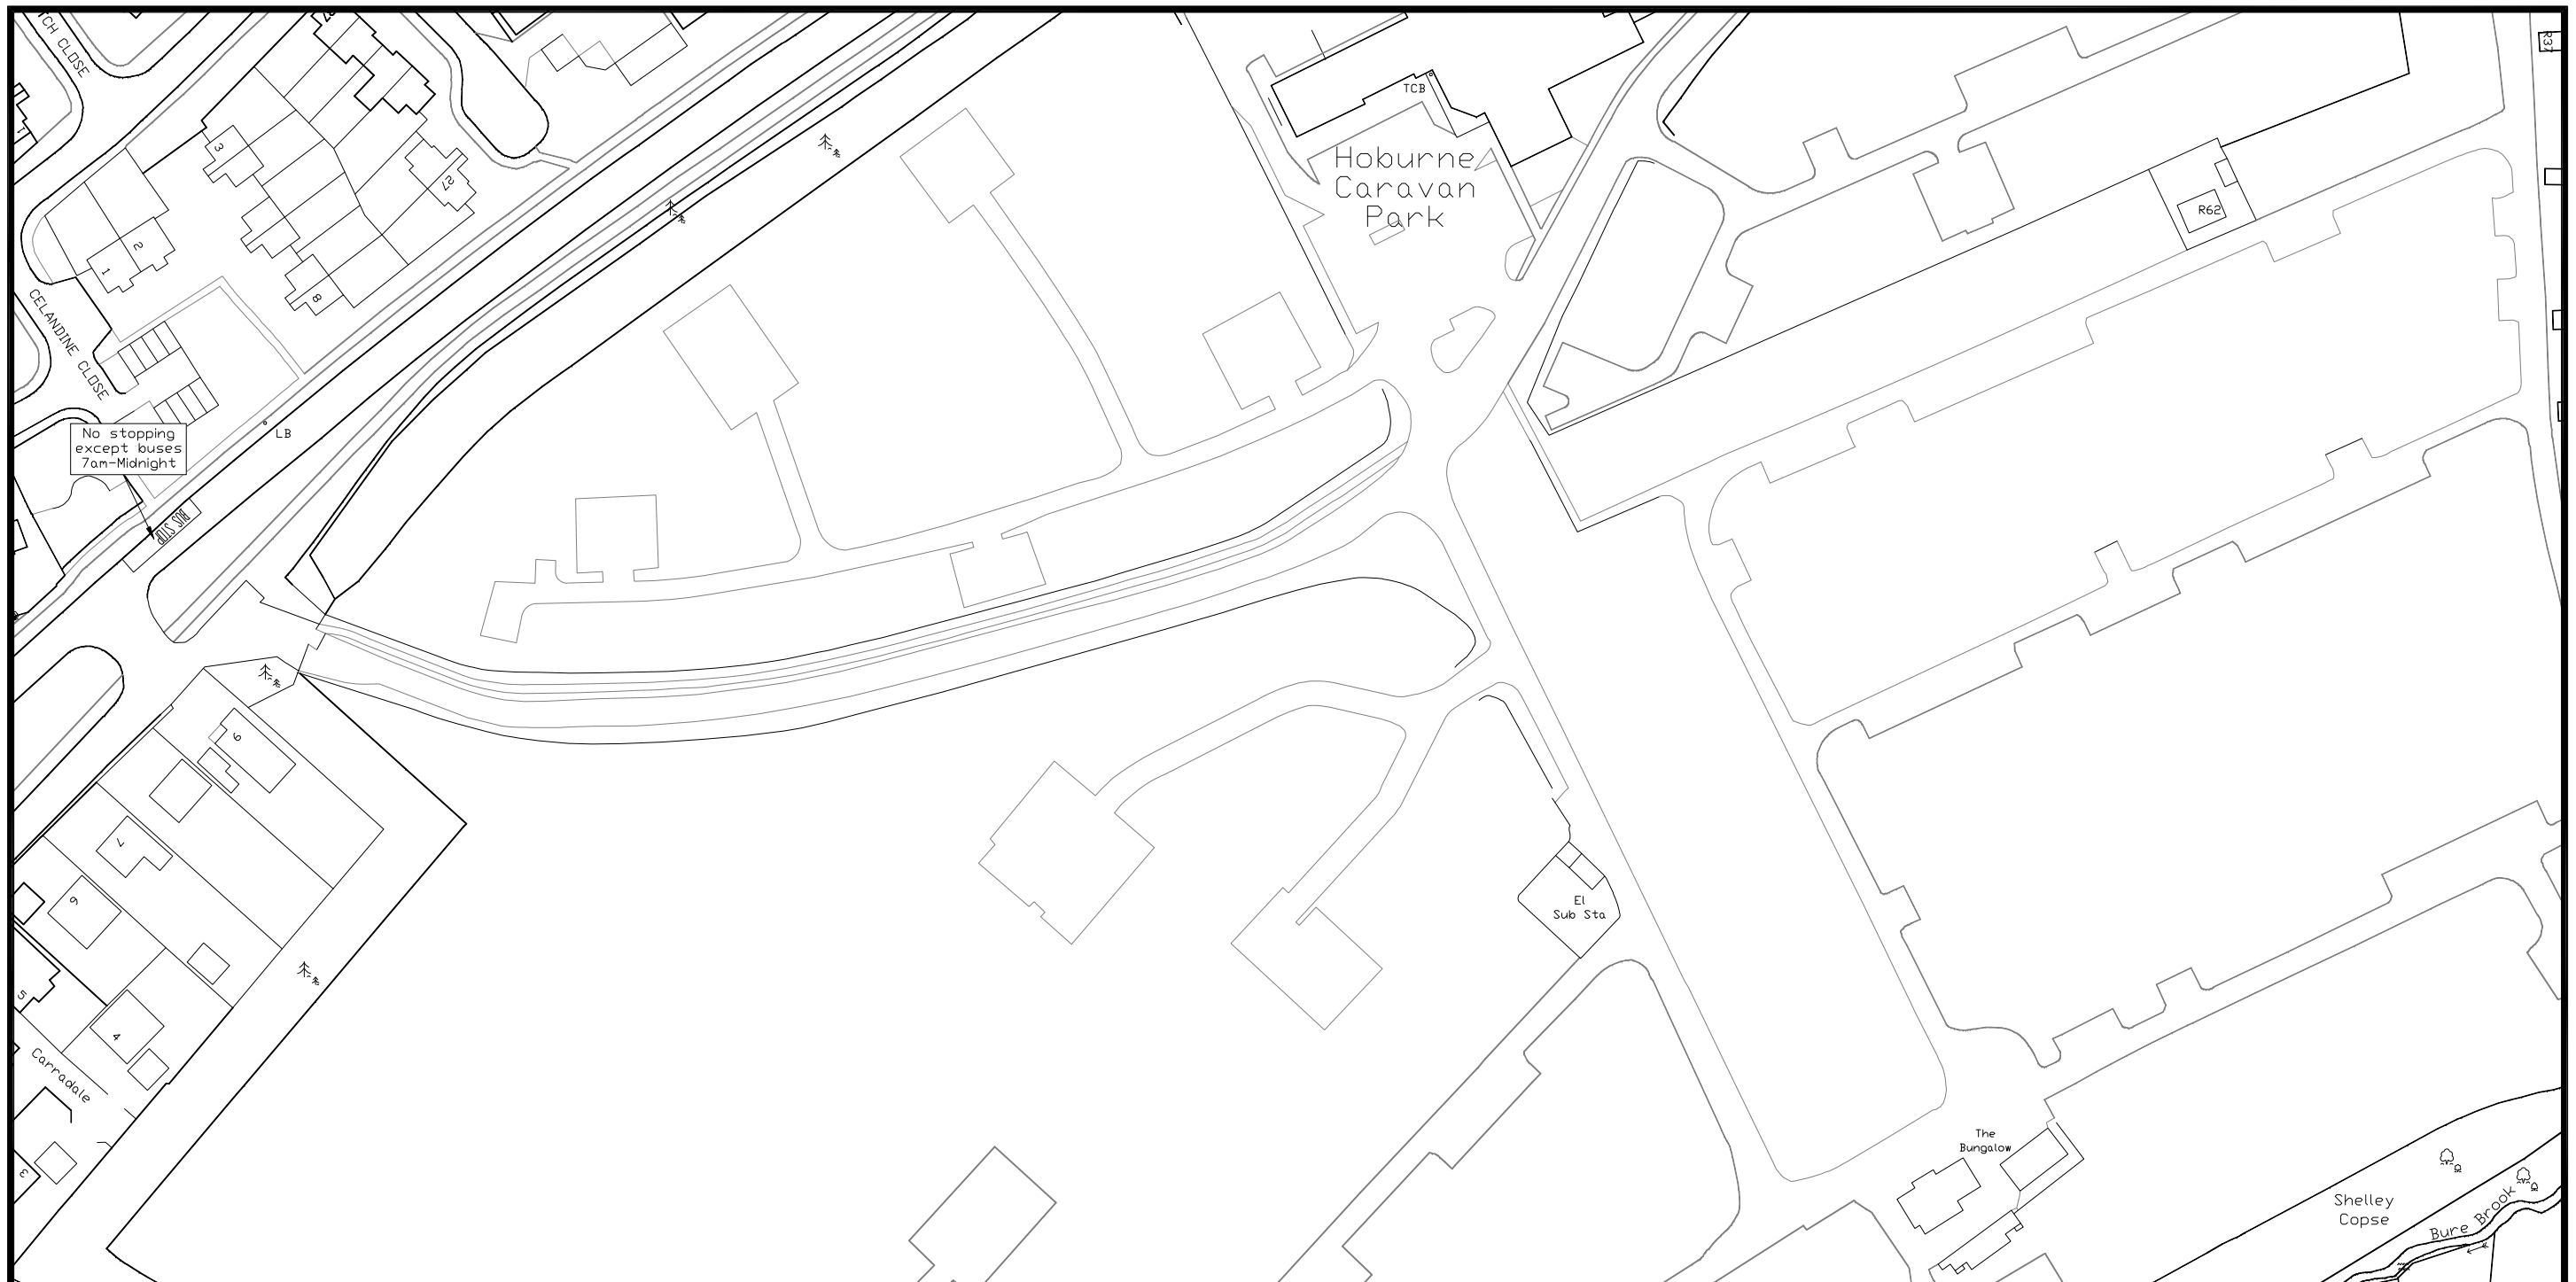 TCH CLOSE
R37
TCB
Hoburne
Caravan
Park
3
27
R62
2
1
8
CELANDINE CLOSE
LB
No stopping
except buses
7am-Midnight
BUS STOP
9
7
6
El
Sub Sta
5
4
Carradale
3
The
Bungalow
Shelley
Copse
Bure Brook